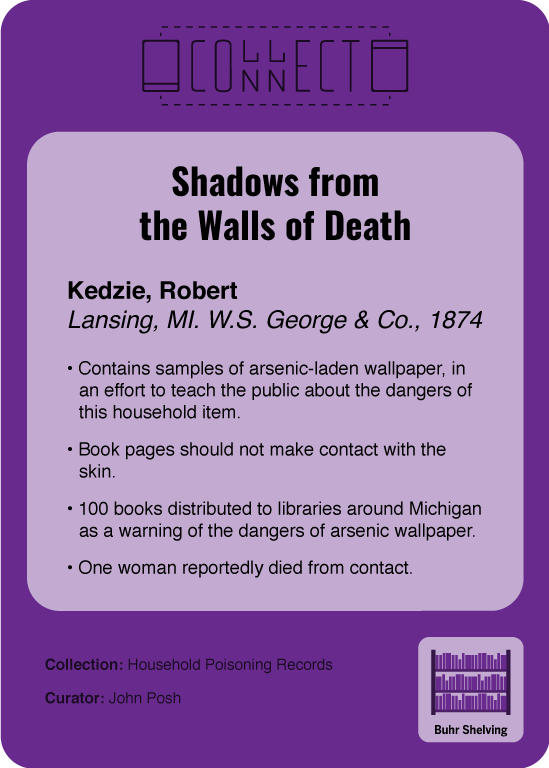 COLLECT
CONNECT
Shadows from
the Walls of Death
Kedzie, Robert
Lansing, MI. W.S. George & Co., 1874
• Contains samples of arsenic-laden wallpaper, in
an effort to teach the public about the dangers of
this household item.
• Book pages should not make contact with the
skin.
• 100 books distributed to libraries around Michigan
as a warning of the dangers of arsenic wallpaper.
• One woman reportedly died from contact.
Collection: Household Poisoning Records
Curator: John Posh
Buhr Shelving